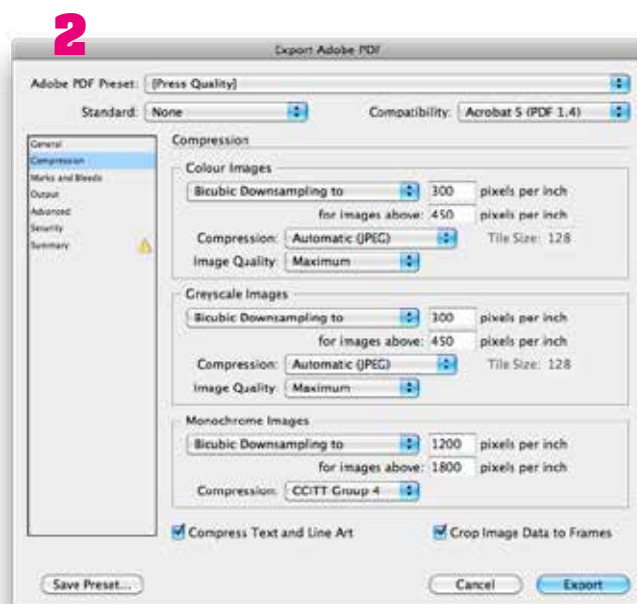 2
Export Adobe PDF
Adobe PDF Preset: [Press Quality]
Standard: None Compatibility: Acrobat 5 (PDF 1.4)
General
Compression
Marks and Bleeds
Output
Advanced
Security
Summary
Compression
Colour Images
Bicubic Downsampling to 300 pixels per inch
for images above: 450
Compression: Automatic (JPEG) Tile Size: 128
Image Quality: Maximum
Greyscale Images
Bicubic Downsampling to 300 pixels per inch
for images above: 450 pixels per inch
Compression: Automatic (JPEG) Tile Size: 128
Image Quality: Maximum
Monochrome Images
Bicubic Downsampling to 1200 pixels per inch
for images above: 1800 pixels per inch
Compression: CCITT Group 4
Compress Text and Line Art Crop Image Data to Frames
Save Preset... Cancel Export